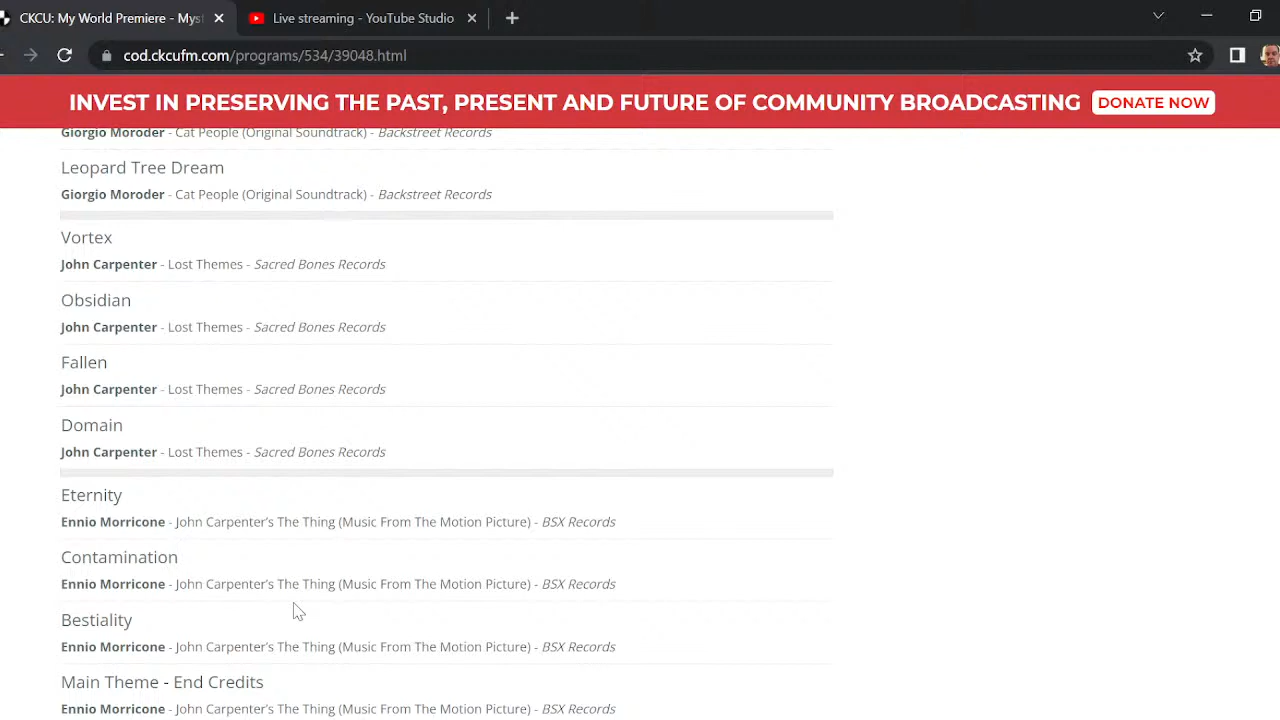 CKCU: My World Premiere - Myst
Live streaming - YouTube Studio
cod.ckcufm.com/programs/534/39048.html
INVEST IN PRESERVING THE PAST, PRESENT AND FUTURE OF COMMUNITY BROADCASTING DONATE NOW
Giorgio Moroder - Cat People (Original Soundtrack) - Backstreet Records
Leopard Tree Dream
Giorgio Moroder - Cat People (Original Soundtrack) - Backstreet Records
Vortex
John Carpenter - Lost Themes - Sacred Bones Records
Obsidian
John Carpenter - Lost Themes - Sacred Bones Records
Fallen
John Carpenter - Lost Themes - Sacred Bones Records
Domain
John Carpenter - Lost Themes - Sacred Bones Records
Eternity
Ennio Morricone - John Carpenter's The Thing (Music From The Motion Picture) - BSX Records
Contamination
Ennio Morricone - John Carpenter's The Thing (Music From The Motion Picture) - BSX Records
Bestiality
Ennio Morricone - John Carpenter's The Thing (Music From The Motion Picture) - BSX Records
Main Theme - End Credits
Ennio Morricone - John Carpenter's The Thing (Music From The Motion Picture) - BSX Records